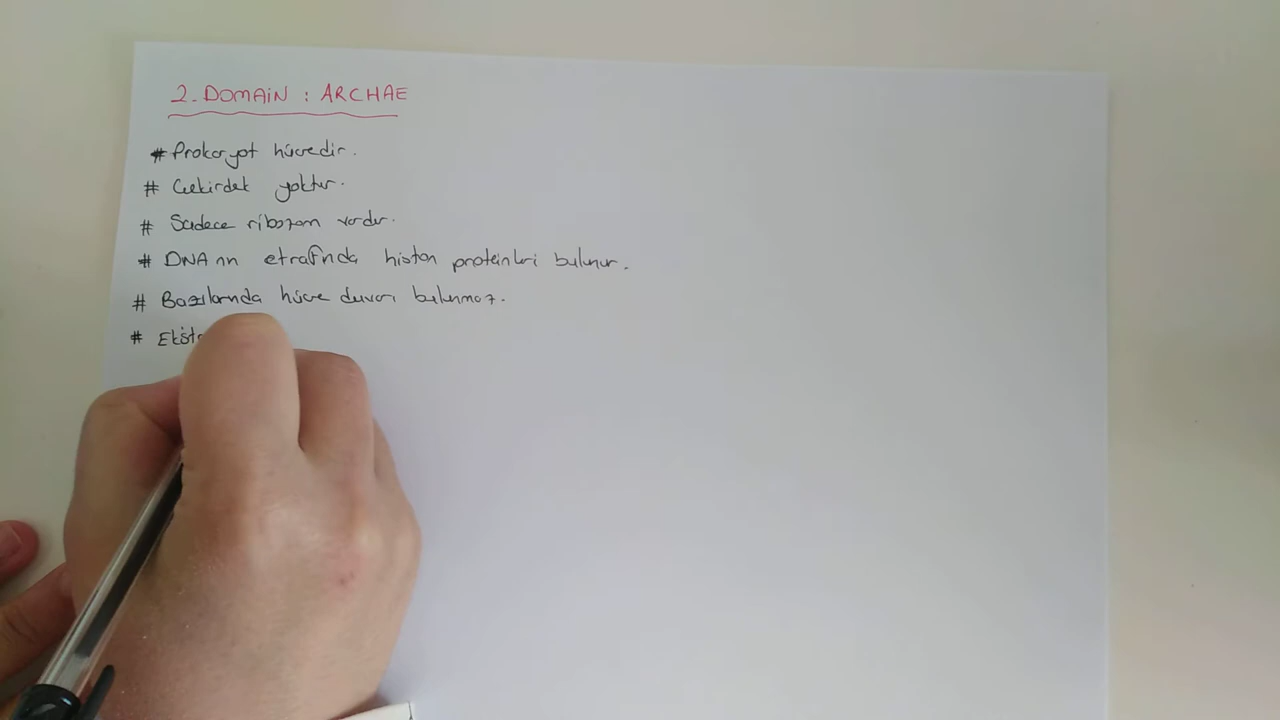 2. DOMAiN : ARCHAE
# Prokaryot hücredir.
# Çekirdek yoktur.
# Sadece ribozom vardır.
# DNA nın etrafında histon proteinleri bulunur.
# Bazılarında hücre duvarı bulunmaz.
# Ekstr